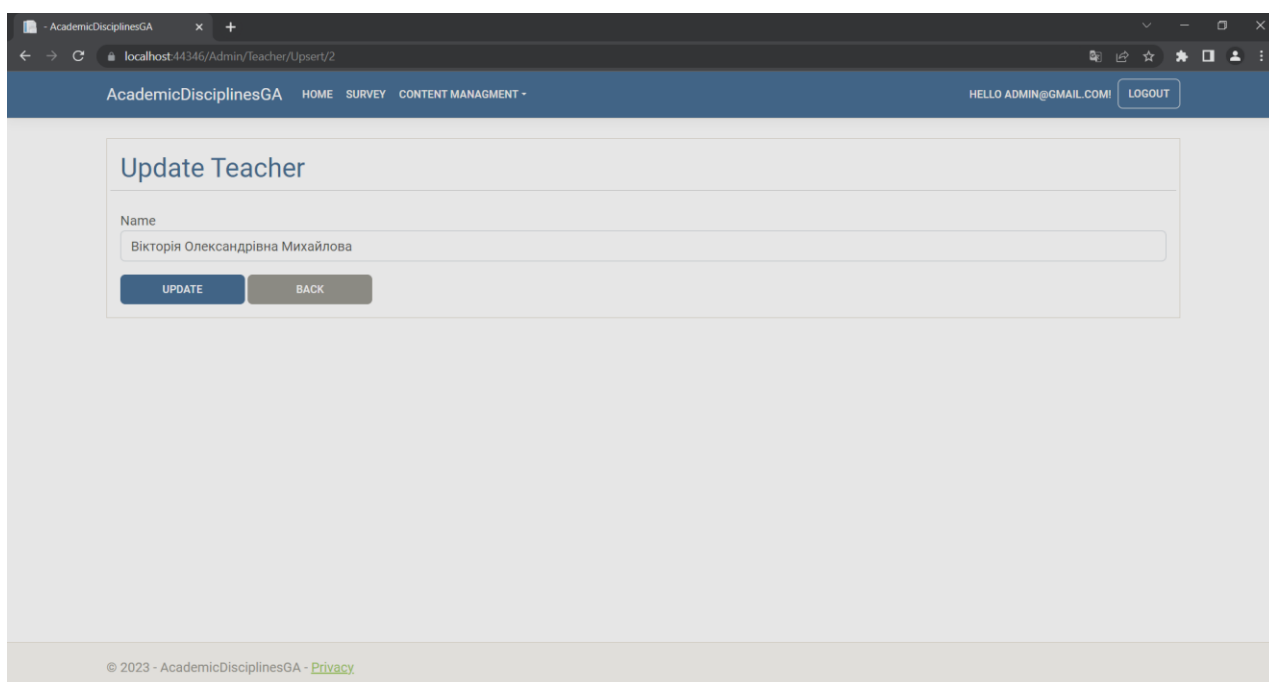 - AcademicDisciplinesGA
localhost:44346/Admin/Teacher/Upsert/2
AcademicDisciplinesGA HOME SURVEY CONTENT MANAGMENT HELLO ADMIN@GMAIL.COM! LOGOUT
Update Teacher
Name
Вікторія Олександрівна Михайлова
UPDATE BACK
© 2023 - AcademicDisciplinesGA - Privacy